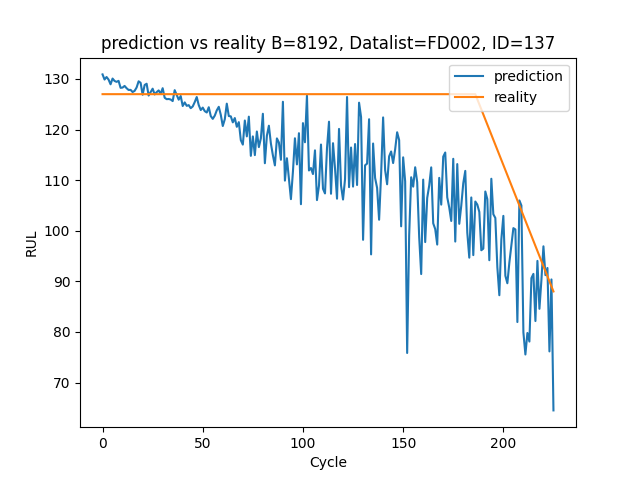 prediction vs reality B=8192, Datalist=FD002, ID=137
prediction
reality
RUL
130
120
110
100
90
80
70
0 50 100 150 200
Cycle